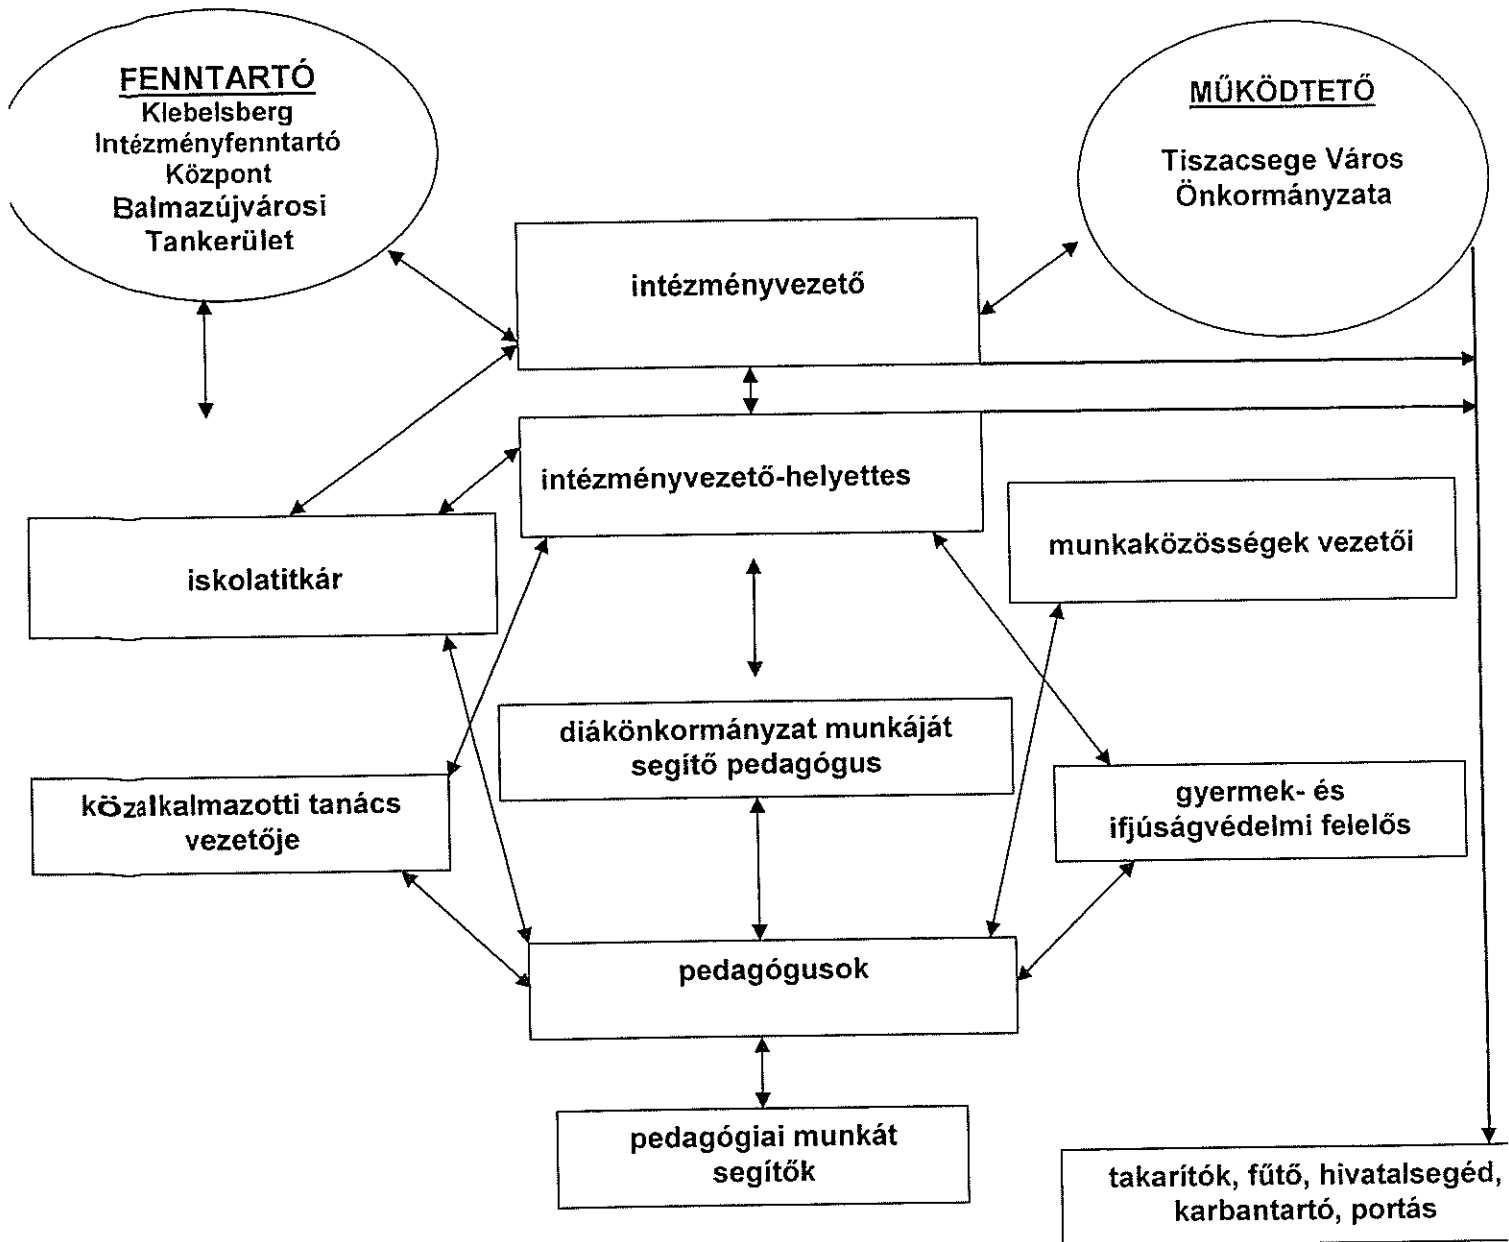 FENNTARTÓ
Klebelsberg
Intézményfenntartó
Központ
Balmazújvárosi
Tankerület
MŰKÖDTETŐ
Tiszacsege Város
Önkormányzata
intézményvezető
intézményvezető-helyettes
munkaközösségek vezetői
iskolatitkár
diákönkormányzat munkáját
segítő pedagógus
közalkalmazotti tanács
vezetője
gyermek- és
ifjúságvédelmi felelős
pedagógusok
pedagógiai munkát
segítők
takarítók, fűtő, hivatalsegéd,
karbantartó, portás